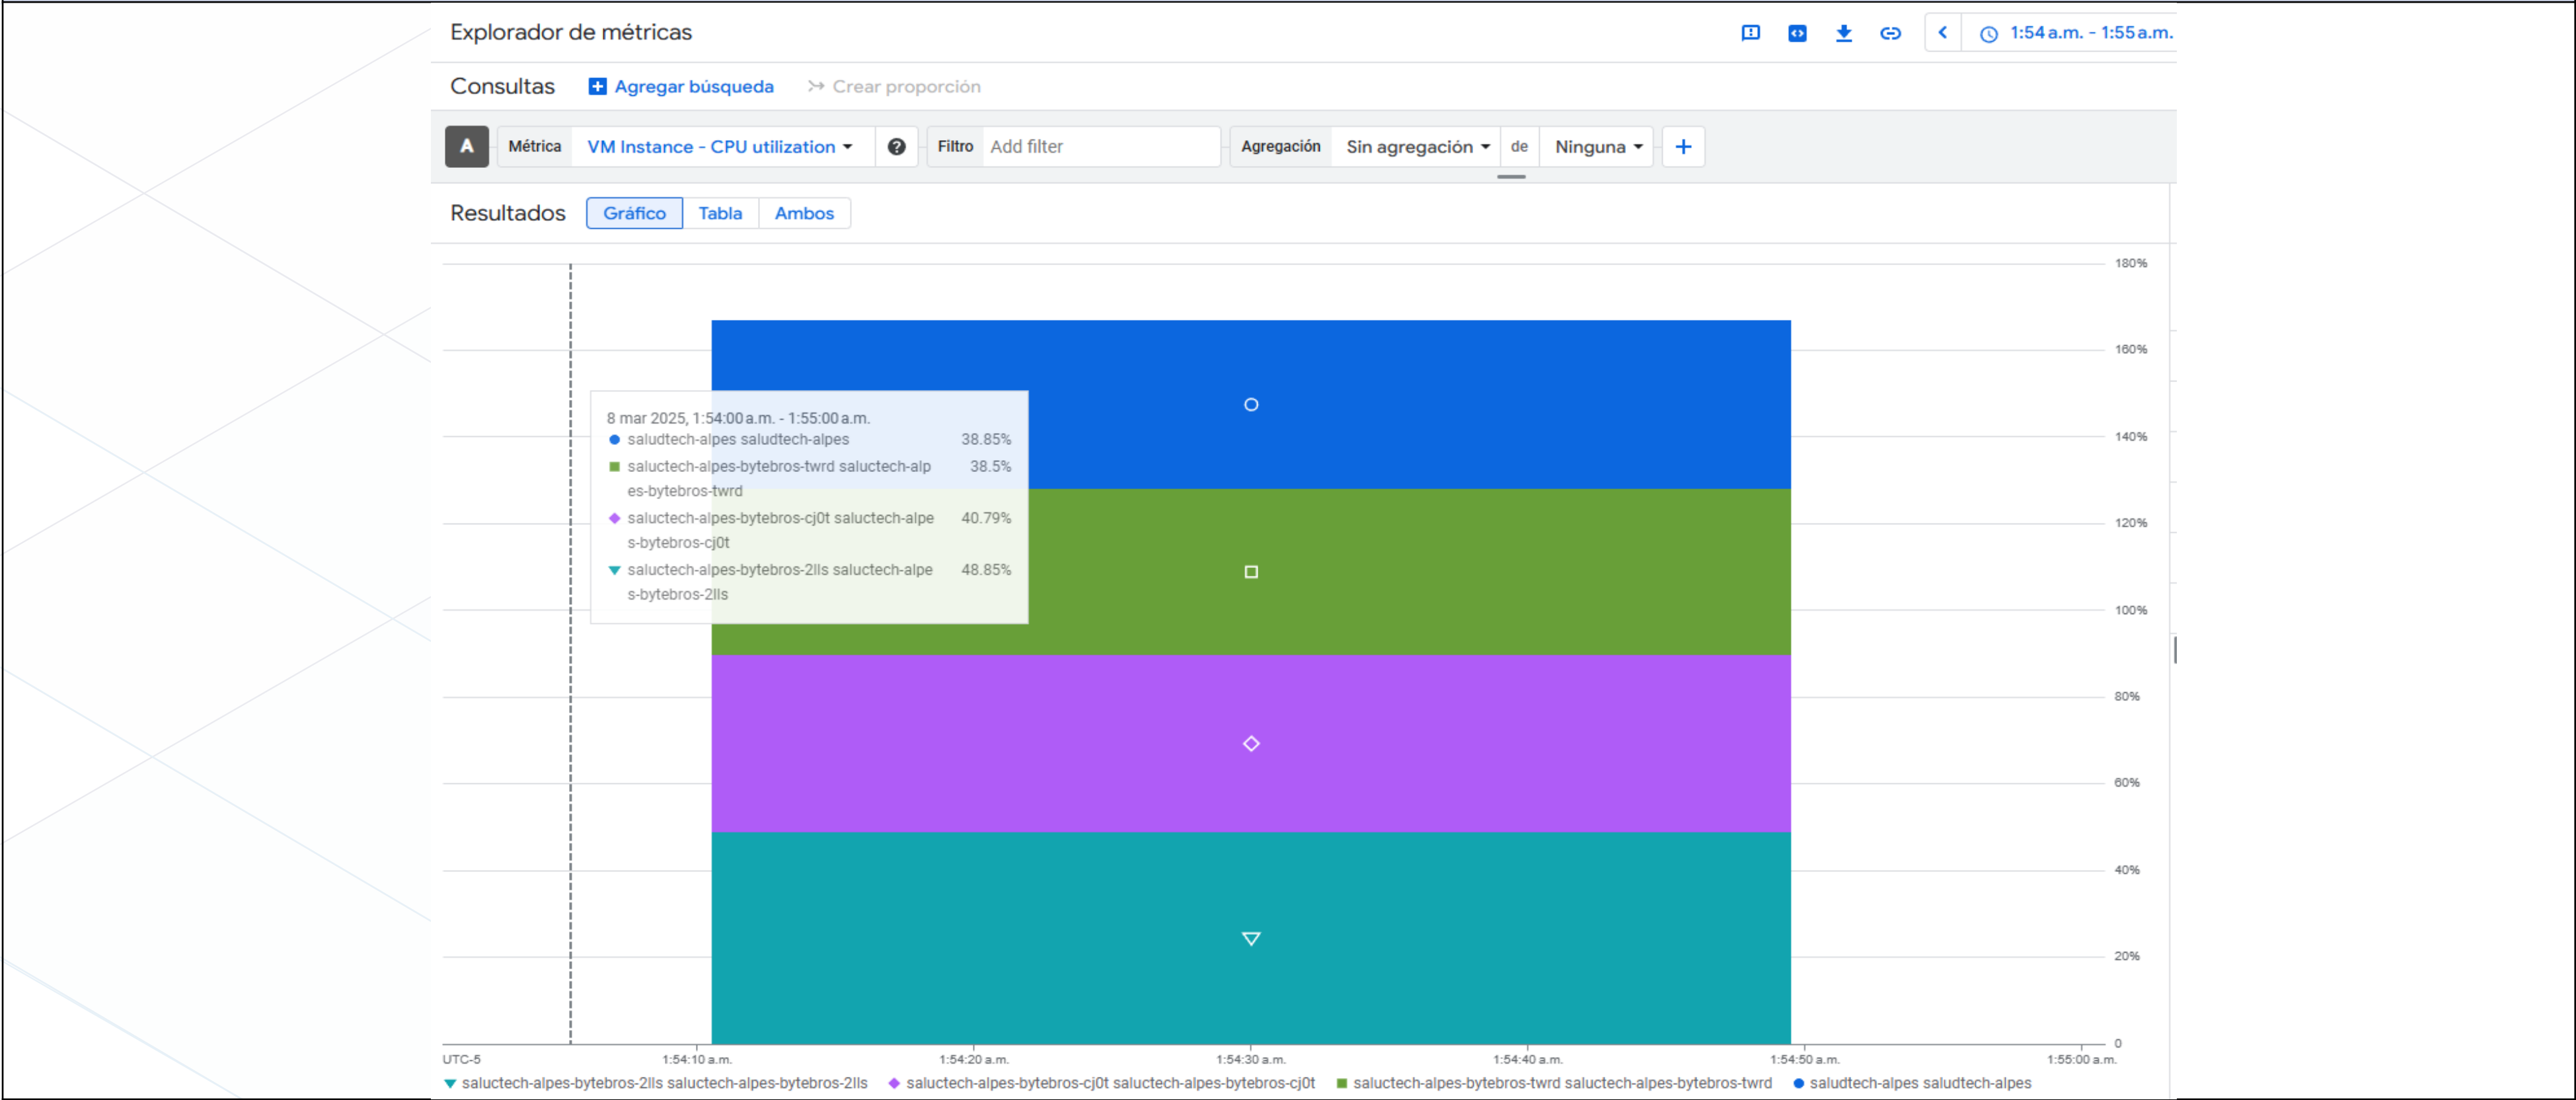 Explorador de métricas
1:54 a.m. - 1:55 a.m.
Consultas
Agregar búsqueda
Crear proporción
A
Métrica
VM Instance - CPU utilization
Filtro
Add filter
Agregación
Sin agregación
de
Ninguna
Resultados
Gráfico
Tabla
Ambos
180%
160%
140%
120%
100%
80%
60%
40%
20%
0
8 mar 2025, 1:54:00 a.m. - 1:55:00 a.m.
saludtech-alpes saludtech-alpes 38.85%
saluctech-alpes-bytebros-twrd saluctech-alp 38.5%
es-bytebros-twrd
saluctech-alpes-bytebros-cj0t saluctech-alpe 40.79%
s-bytebros-cj0t
saluctech-alpes-bytebros-2lls saluctech-alpe 48.85%
s-bytebros-2lls
UTC-5
1:54:10 a.m.
1:54:20 a.m.
1:54:30 a.m.
1:54:40 a.m.
1:54:50 a.m.
1:55:00 a.m.
saluctech-alpes-bytebros-2lls saluctech-alpes-bytebros-2lls
saluctech-alpes-bytebros-cj0t saluctech-alpes-bytebros-cj0t
saluctech-alpes-bytebros-twrd saluctech-alpes-bytebros-twrd
saludtech-alpes saludtech-alpes